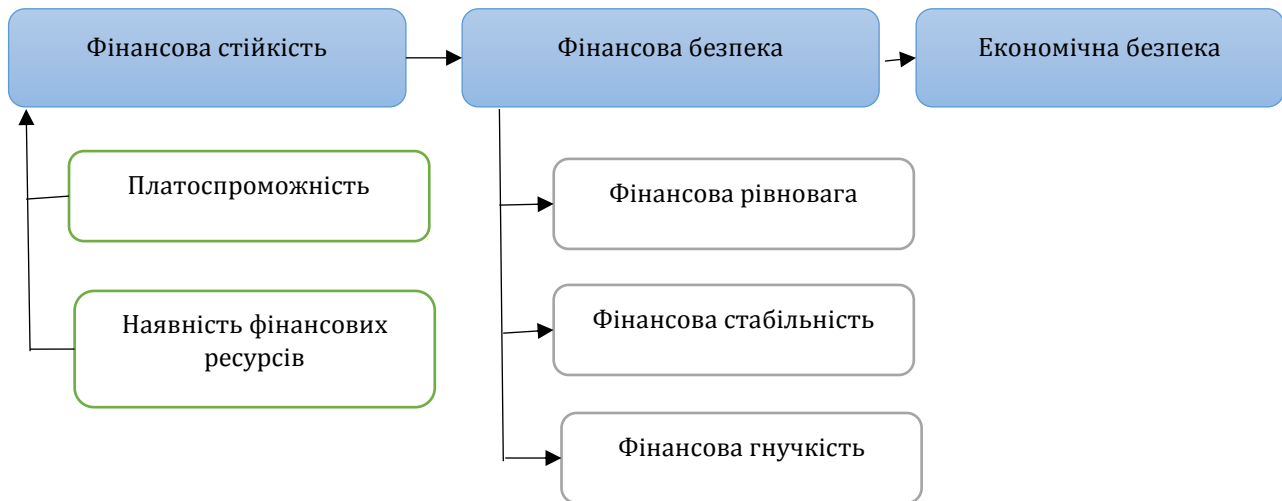 Фінансова стійкість
Фінансова безпека
Економічна безпека
Платоспроможність
Наявність фінансових
ресурсів
Фінансова рівновага
Фінансова стабільність
Фінансова гнучкість